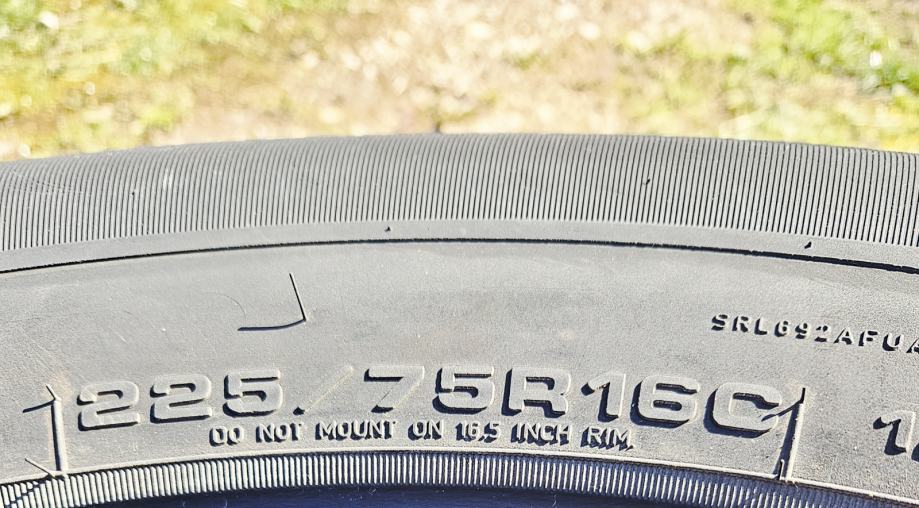 SRL692AFUA
225/75R16C
DO NOT MOUNT ON 16.5 INCH RIM.